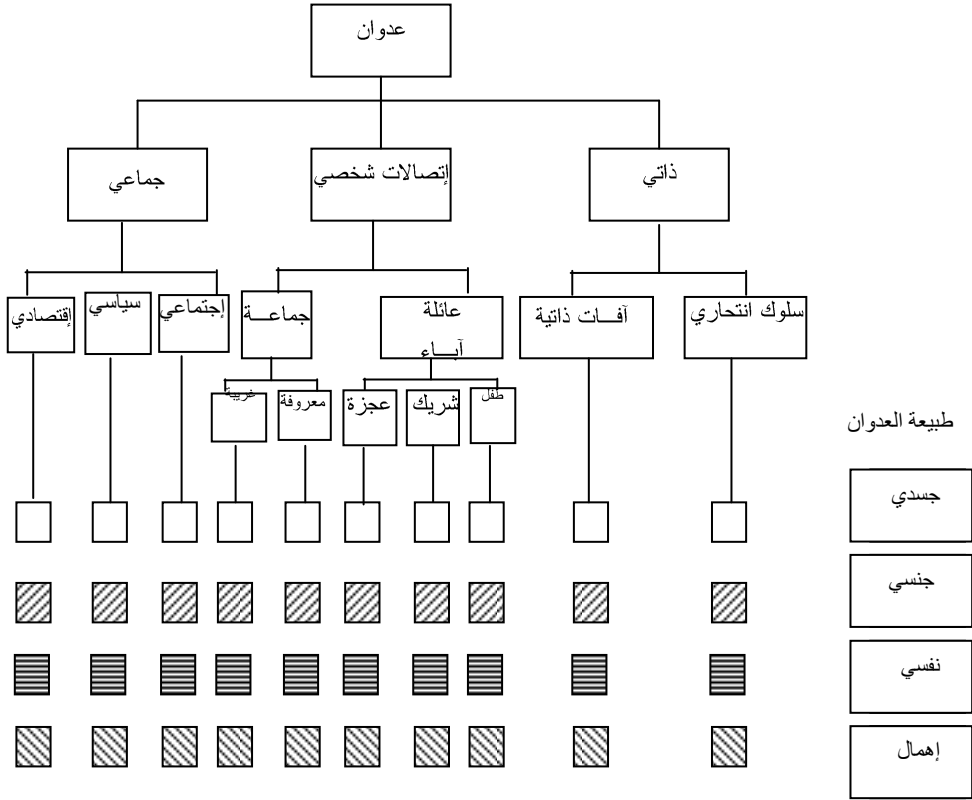 عدوان
ذاتي
إتصالات شخصي
جماعي
سلوك انتحاري
آفـــات ذاتية
عائلة
آبـــاء
جماعـــة
إجتماعي
سياسي
إقتصادي
طفل
شريك
عجزة
معروفة
غريبة
طبيعة العدوان
جسدي
جنسي
نفسي
إهمال